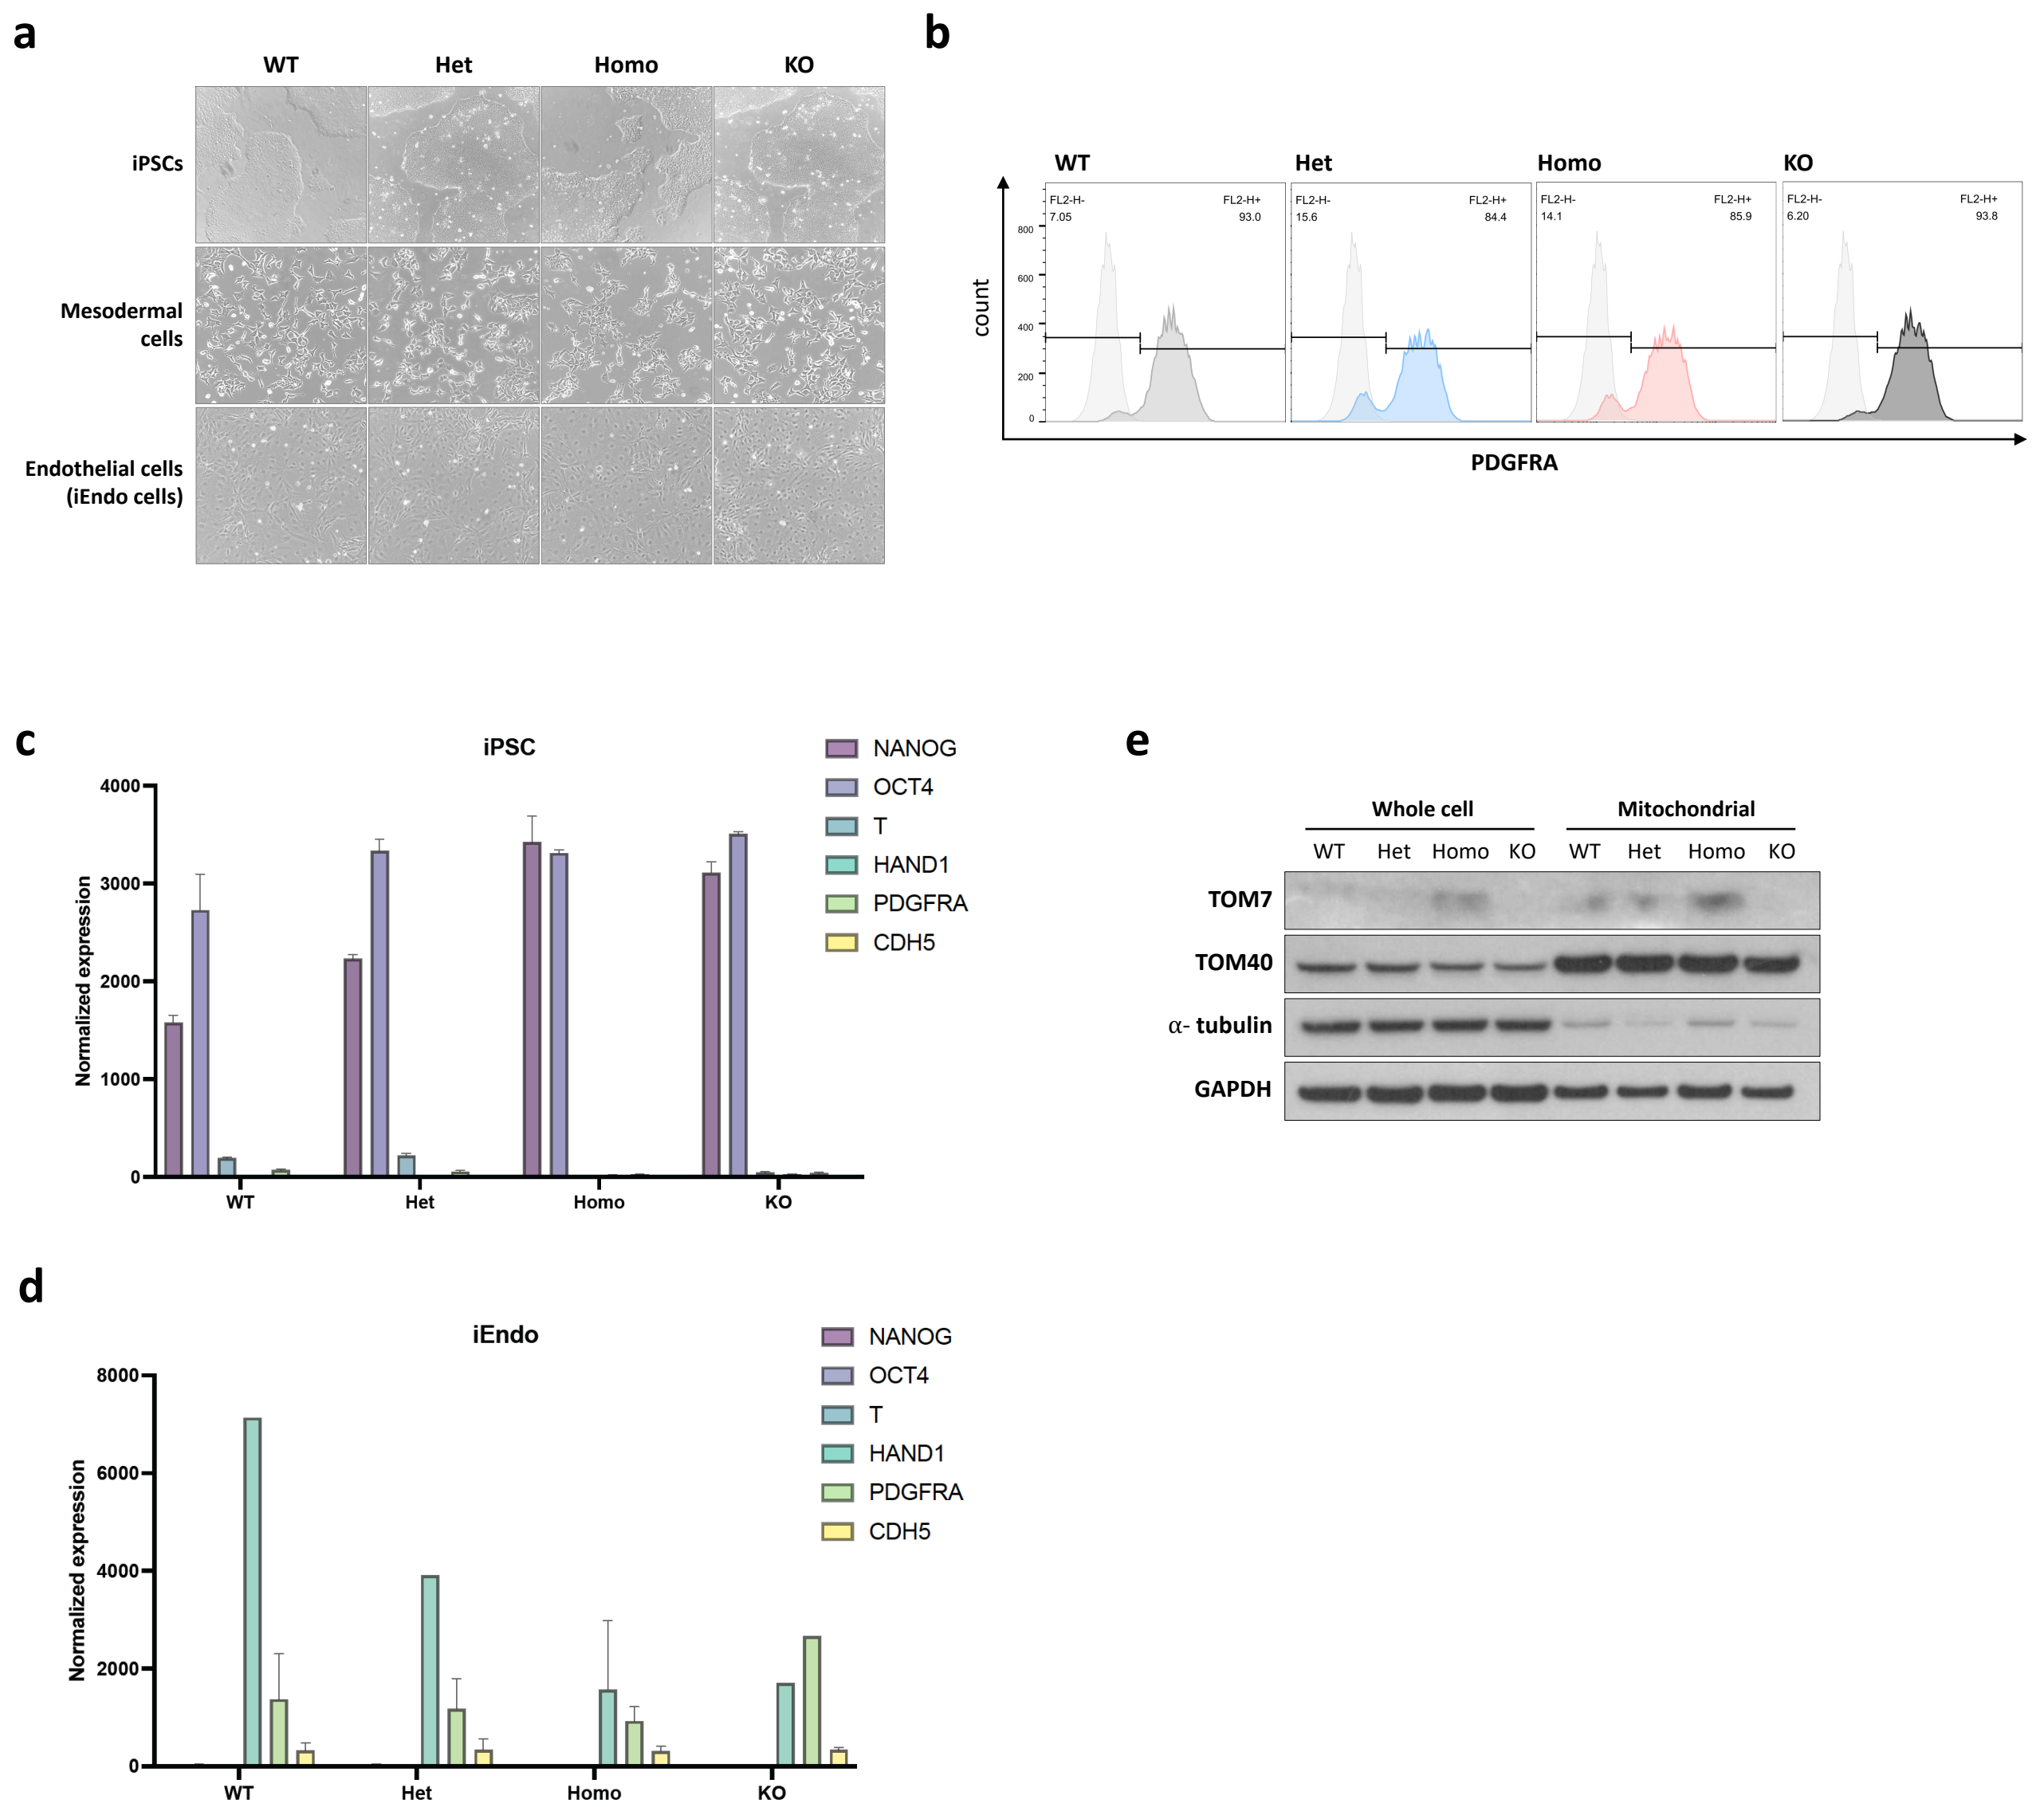 a
WT Het Homo KO
iPSCs
Mesodermal
cells
Endothelial cells
(iEndo cells)
b
WT Het Homo KO
FL2-H- FL2-H+ FL2-H- FL2-H+ FL2-H- FL2-H+ FL2-H- FL2-H+
7.05 93.0 15.6 84.4 14.1 85.9 6.20 93.8
800
600
400
200
0
count
PDGFRA
c
iPSC
Normalized expression
4000
3000
2000
1000
0
WT Het Homo KO
NANOG
OCT4
T
HAND1
PDGFRA
CDH5
e
Whole cell Mitochondrial
WT Het Homo KO WT Het Homo KO
TOM7
TOM40
α- tubulin
GAPDH
d
iEndo
Normalized expression
8000
6000
4000
2000
0
WT Het Homo KO
NANOG
OCT4
T
HAND1
PDGFRA
CDH5